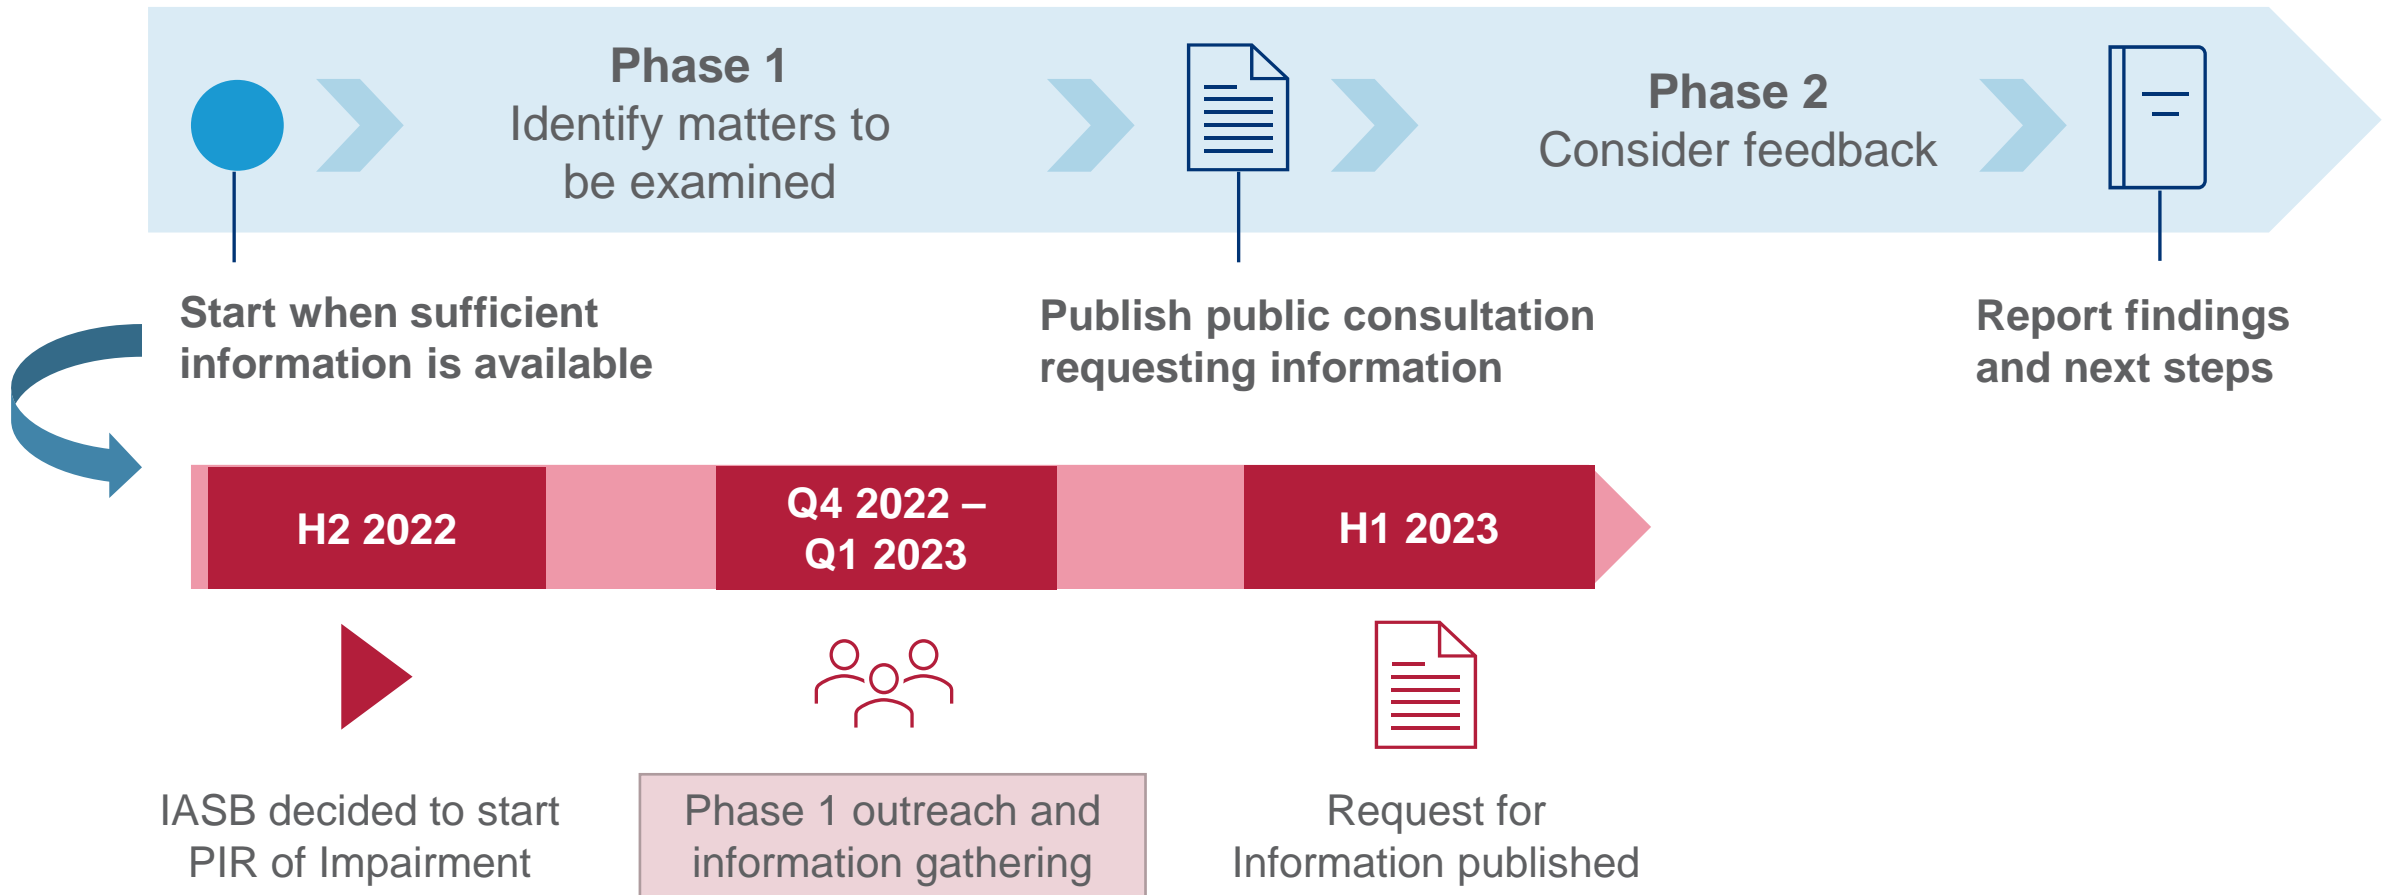 Phase 1
Identify matters to
be examined
Phase 2
Consider feedback
Start when sufficient
information is available
Publish public consultation
requesting information
Report findings
and next steps
H2 2022
Q4 2022 –
Q1 2023
H1 2023
IASB decided to start
PIR of Impairment
Phase 1 outreach and
information gathering
Request for
Information published